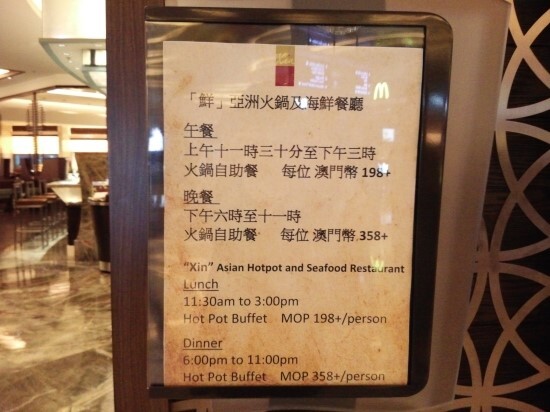 「鮮」亞洲火鍋及海鮮餐廳
午餐
上午十一時三十分至下午三時
火鍋自助餐 每位 澳門幣 198+
晚餐
下午六時至十一時
火鍋自助餐 每位 澳門幣 358+
“Xin” Asian Hotpot and Seafood Restaurant
Lunch
11:30am to 3:00pm
Hot Pot Buffet MOP 198+/person
Dinner
6:00pm to 11:00pm
Hot Pot Buffet MOP 358+/person